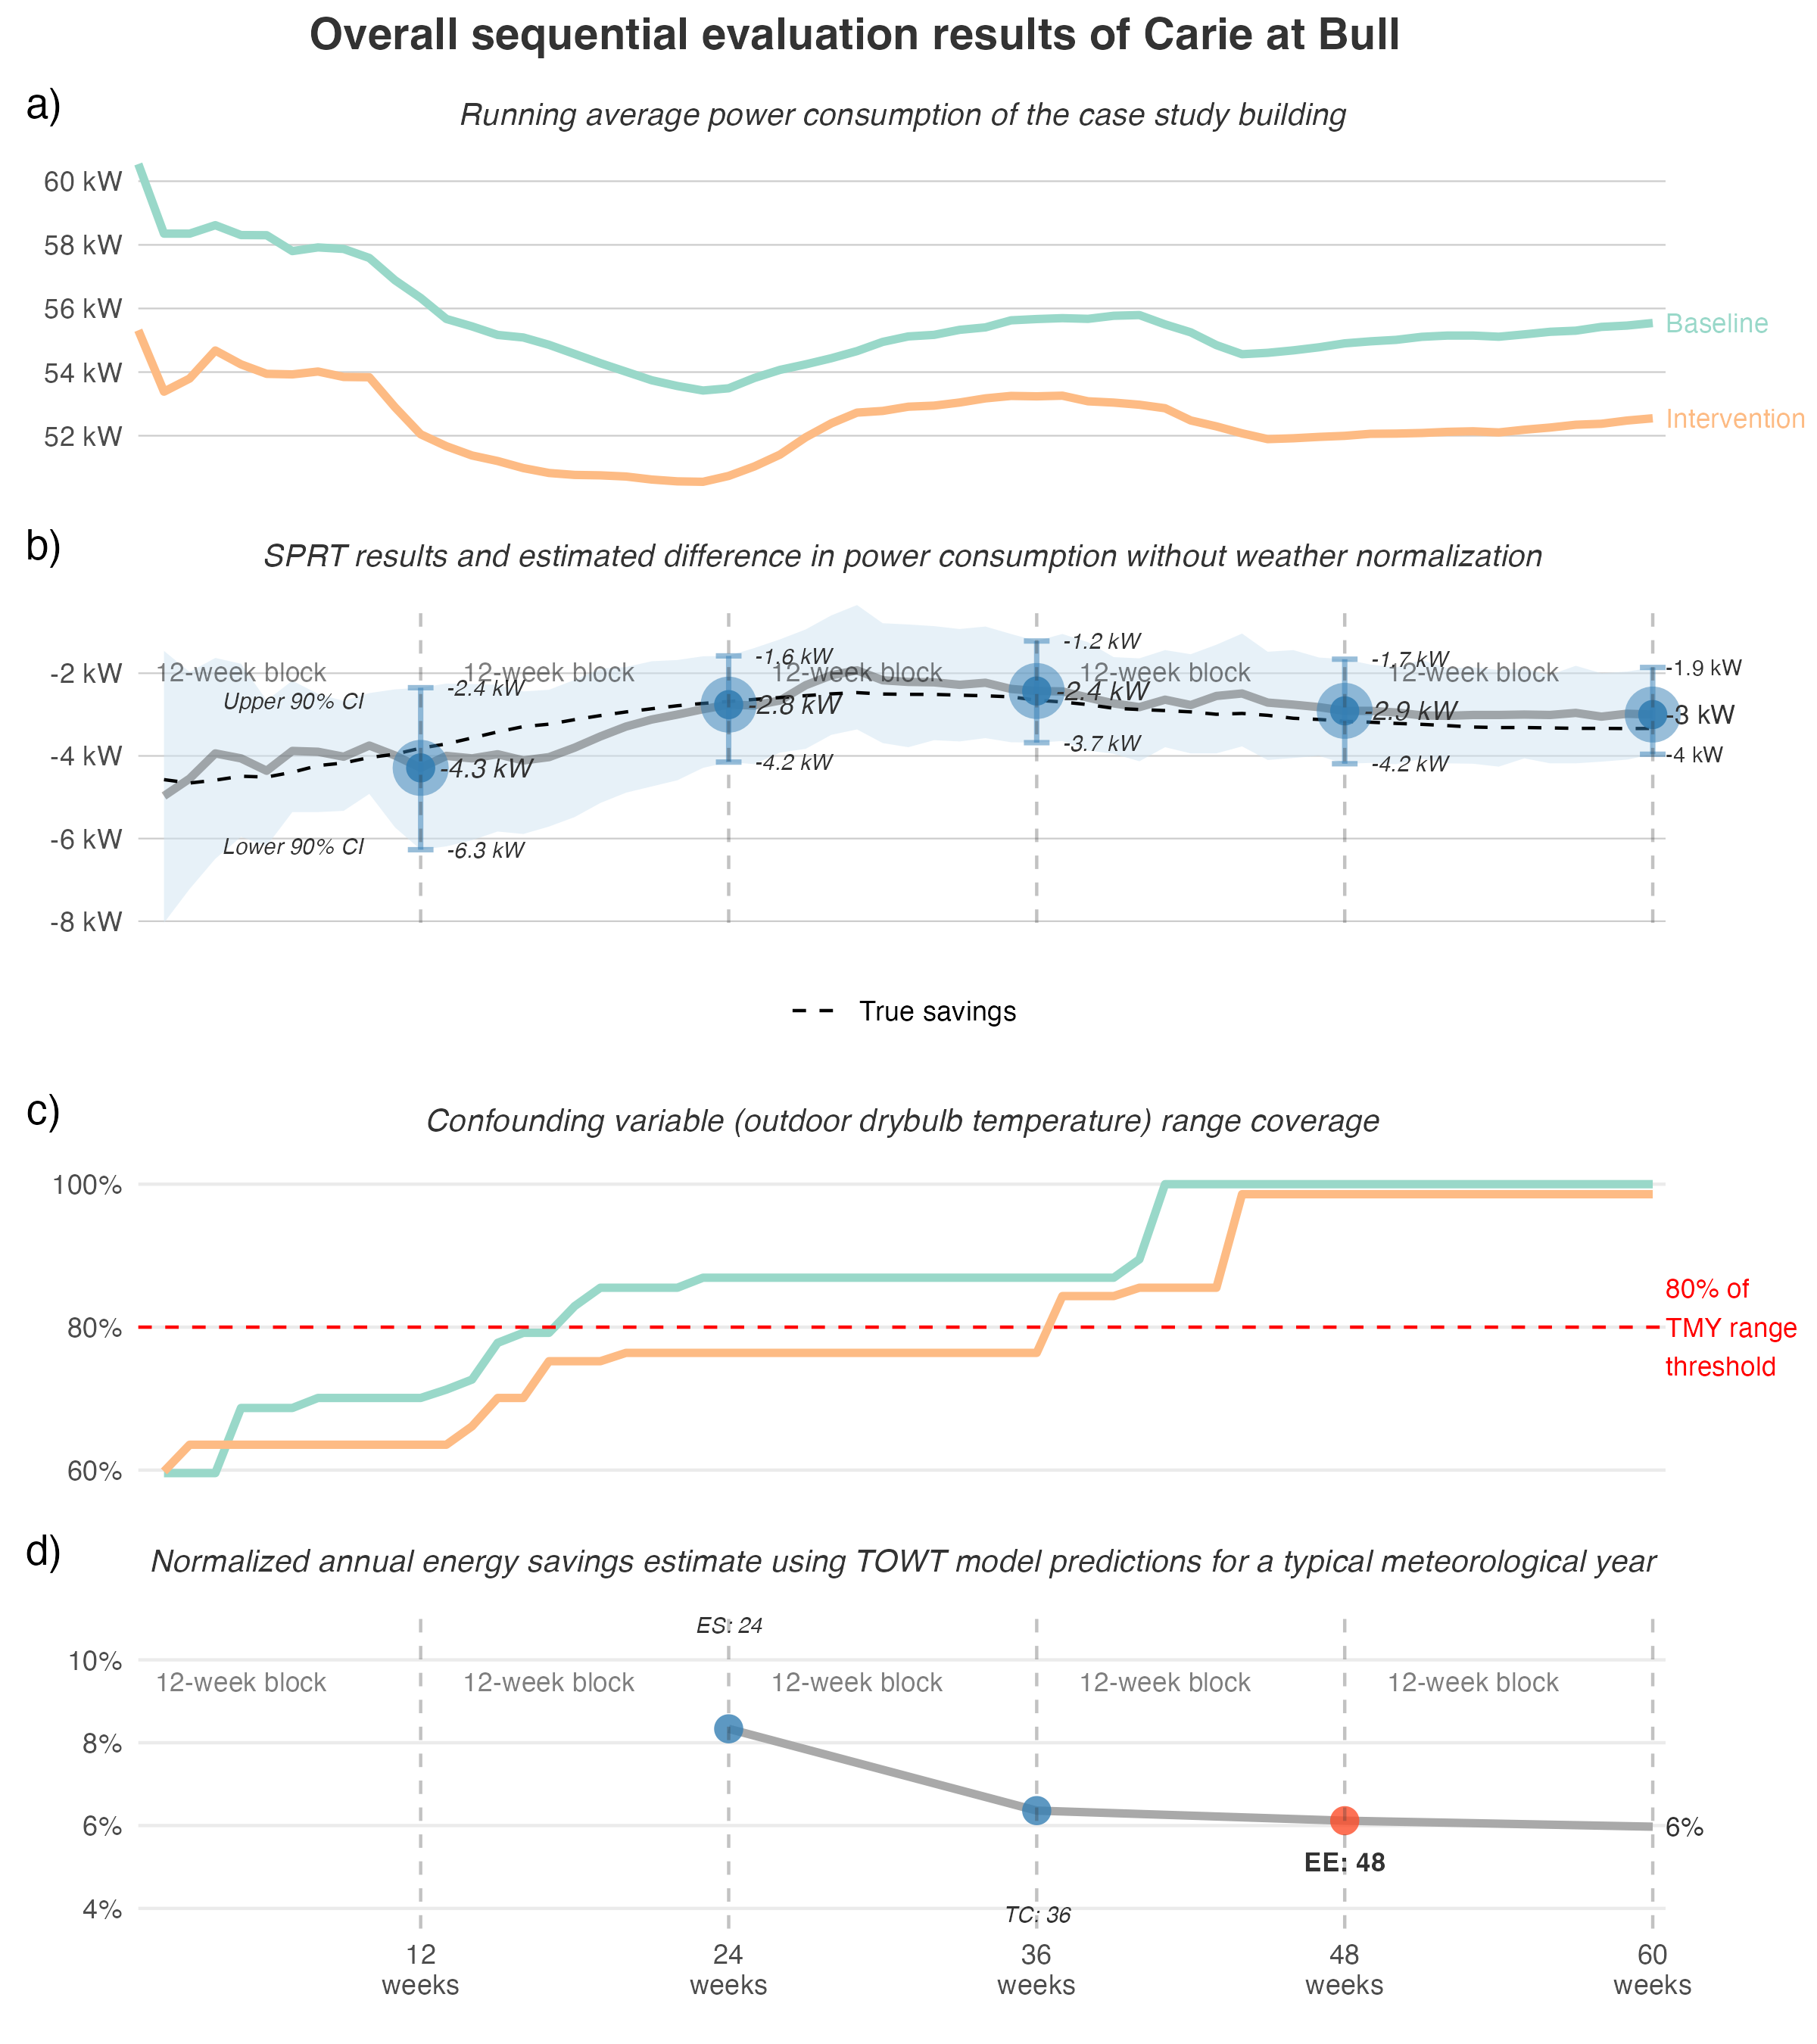 Overall sequential evaluation results of Carie at Bull
a)
Running average power consumption of the case study building
60 kW
58 kW
56 kW
54 kW
52 kW
Baseline
Intervention
b)
SPRT results and estimated difference in power consumption without weather normalization
-2 kW
-4 kW
-6 kW
-8 kW
12-week block
12-week block
12-week block
12-week block
12-week block
Upper 90% CI
Lower 90% CI
-2.4 kW
-4.3 kW
-6.3 kW
-1.6 kW
-2.8 kW
-4.2 kW
-1.2 kW
-2.4 kW
-3.7 kW
-1.7 kW
-2.9 kW
-4.2 kW
-1.9 kW
-3 kW
-4 kW
True savings
c)
Confounding variable (outdoor drybulb temperature) range coverage
100%
80%
60%
80% of
TMY range
threshold
d)
Normalized annual energy savings estimate using TOWT model predictions for a typical meteorological year
ES: 24
10%
8%
6%
4%
12-week block
12-week block
12-week block
12-week block
12-week block
6%
EE: 48
TC: 36
12
weeks
24
weeks
36
weeks
48
weeks
60
weeks